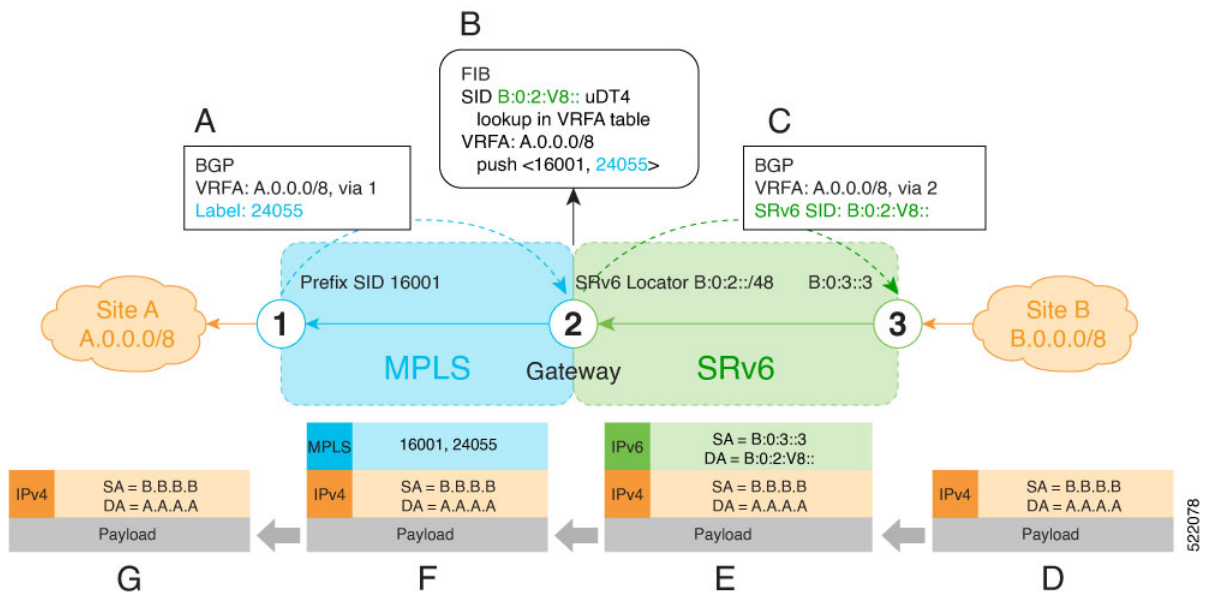 B
FIB
SID B:0:2:V8:: uDT4
lookup in VRFA table
VRFA: A.0.0.0/8
push <16001, 24055>
A
BGP
VRFA: A.0.0.0/8, via 1
Label: 24055
C
BGP
VRFA: A.0.0.0/8, via 2
SRv6 SID: B:0:2:V8::
Prefix SID 16001
SRv6 Locator B:0:2::/48
B:0:3::3
Site A
A.0.0.0/8
1
2
3
Site B
B.0.0.0/8
MPLS
Gateway
SRv6
MPLS
16001, 24055
IPv6
SA = B:0:3::3
DA = B:0:2:V8::
IPv4
SA = B.B.B.B
DA = A.A.A.A
Payload
IPv4
SA = B.B.B.B
DA = A.A.A.A
Payload
IPv4
SA = B.B.B.B
DA = A.A.A.A
Payload
IPv4
SA = B.B.B.B
DA = A.A.A.A
Payload
522078
G
F
E
D